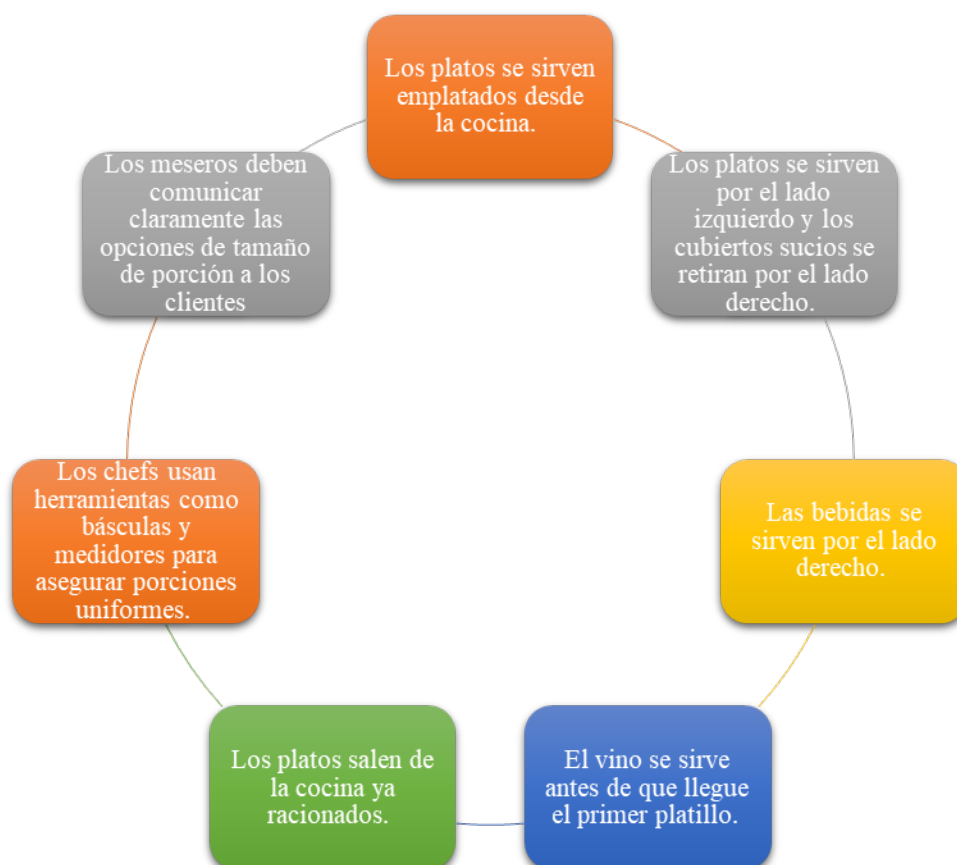 Los platos se sirven
emplatados desde
la cocina.
Los platos se sirven
por el lado
izquierdo y los
cubiertos sucios se
retiran por el lado
derecho.
Las bebidas se
sirven por el lado
derecho.
El vino se sirve
antes de que llegue
el primer platillo.
Los platos salen de
la cocina ya
racionados.
Los chefs usan
herramientas como
básculas y
medidores para
asegurar porciones
uniformes.
Los meseros deben
comunicar
claramente las
opciones de tamaño
de porción a los
clientes